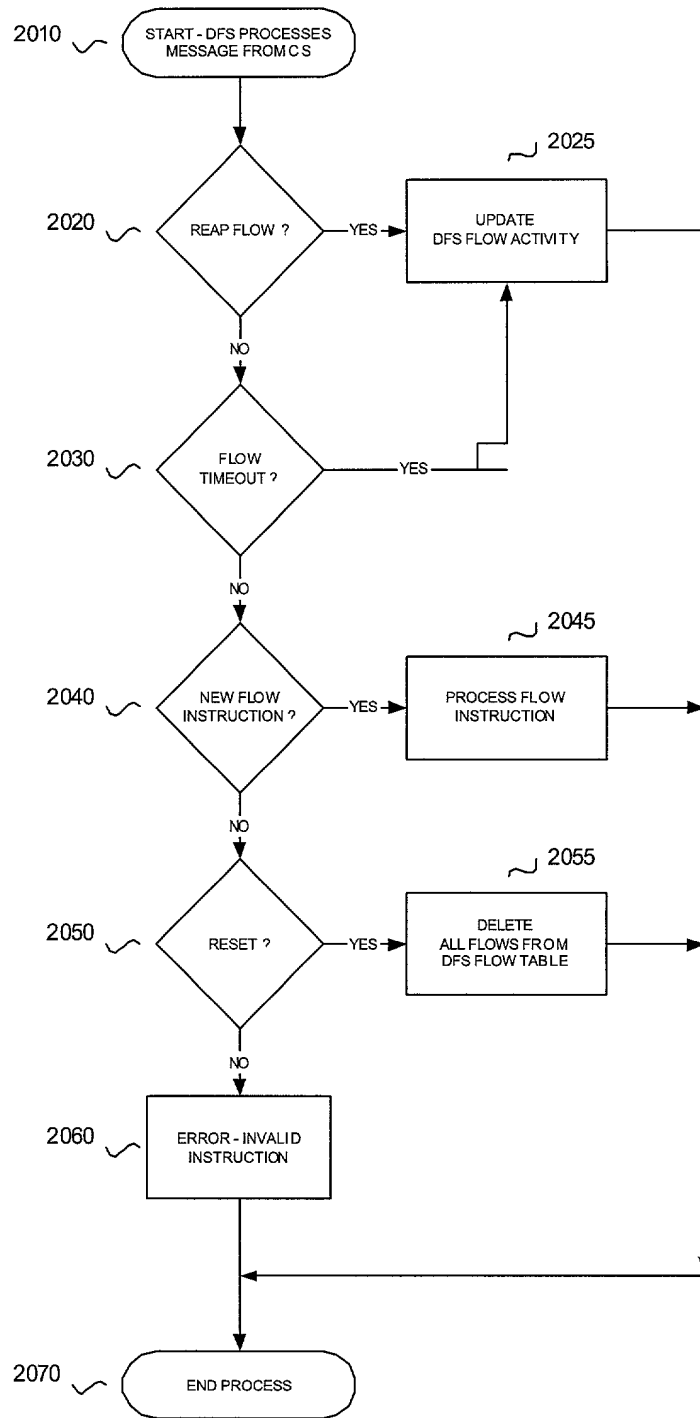 2010
START - DFS PROCESSES
MESSAGE FROM CS
2020
REAP FLOW ?
YES
2025
UPDATE
DFS FLOW ACTIVITY
NO
2030
FLOW
TIMEOUT ?
YES
NO
2040
NEW FLOW
INSTRUCTION ?
YES
2045
PROCESS FLOW
INSTRUCTION
NO
2050
RESET ?
YES
2055
DELETE
ALL FLOWS FROM
DFS FLOW TABLE
NO
2060
ERROR - INVALID
INSTRUCTION
2070
END PROCESS